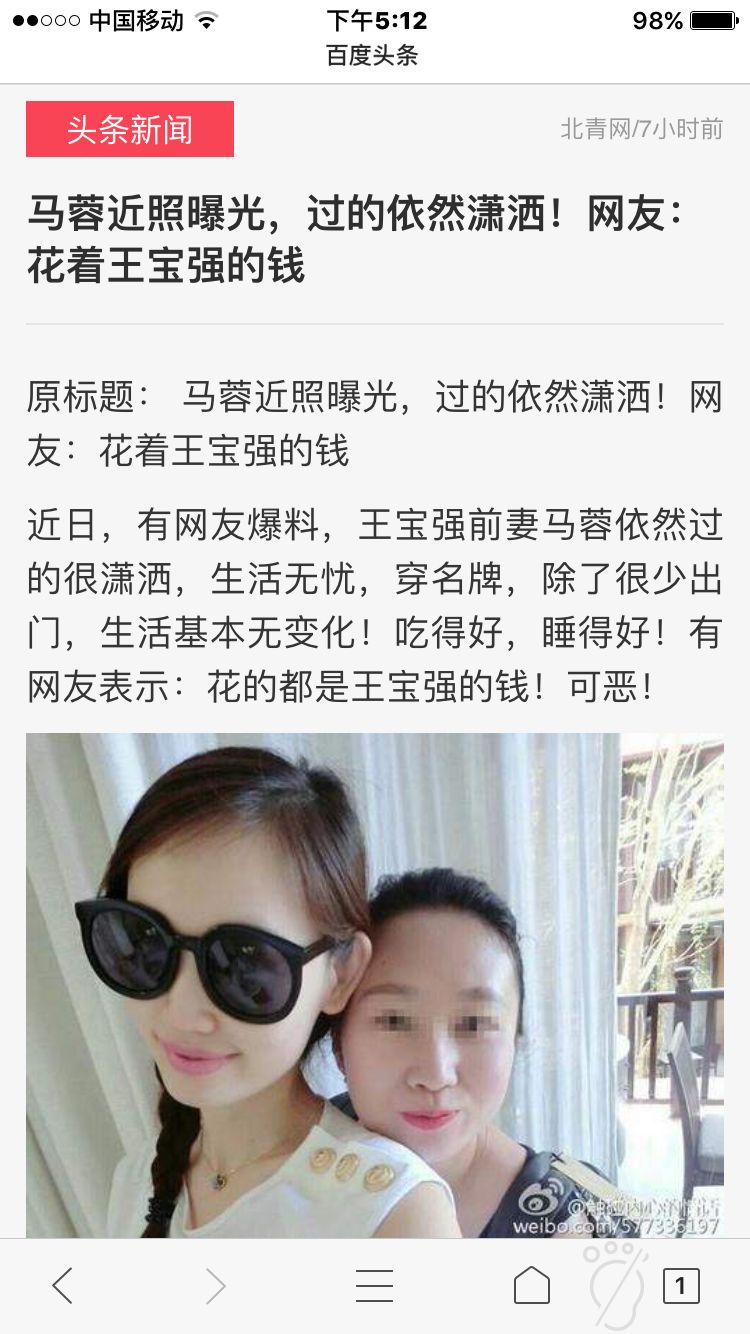 中国移动
下午5:12
98%
百度头条
头条新闻
北青网/7小时前
马蓉近照曝光，过的依然潇洒！网友：
花着王宝强的钱
原标题： 马蓉近照曝光，过的依然潇洒！网
友：花着王宝强的钱
近日，有网友爆料，王宝强前妻马蓉依然过
的很潇洒，生活无忧，穿名牌，除了很少出
门，生活基本无变化！吃得好，睡得好！有
网友表示：花的都是王宝强的钱！可恶！
weibo.com/577336197
1